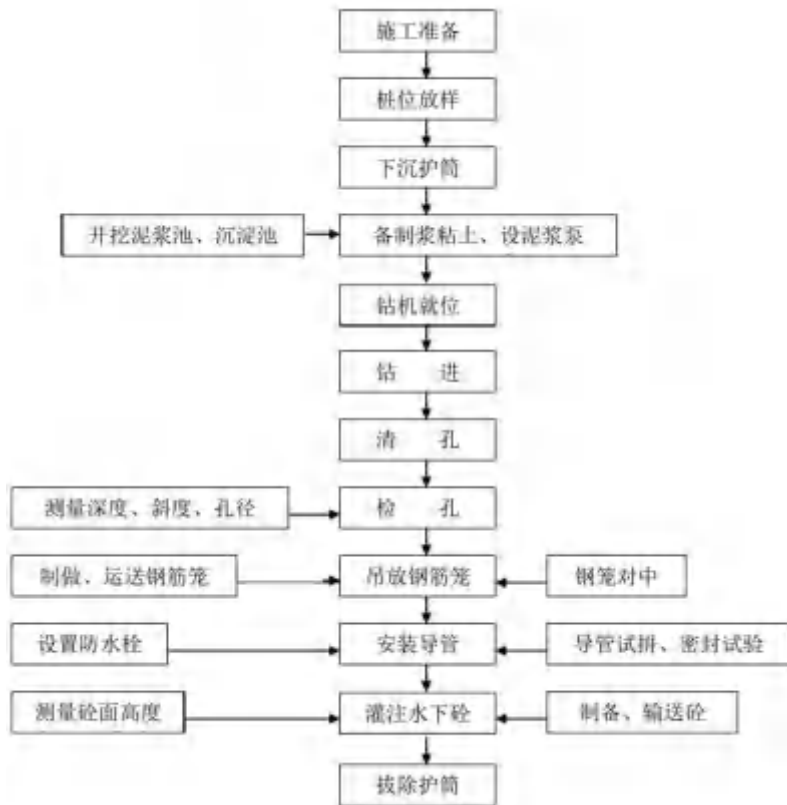 施工准备
桩位放样
下沉护筒
开挖泥浆池、沉淀池
备制浆粘上、设泥浆泵
钻机就位
钻 进
清 孔
测量深度、斜度、孔径
检 孔
制做、运送钢筋笼
吊放钢筋笼
钢笼对中
设置防水栓
安装导管
导管试拼、密封试验
测量砼面高度
灌注水下砼
制备、输送砼
拔除护筒